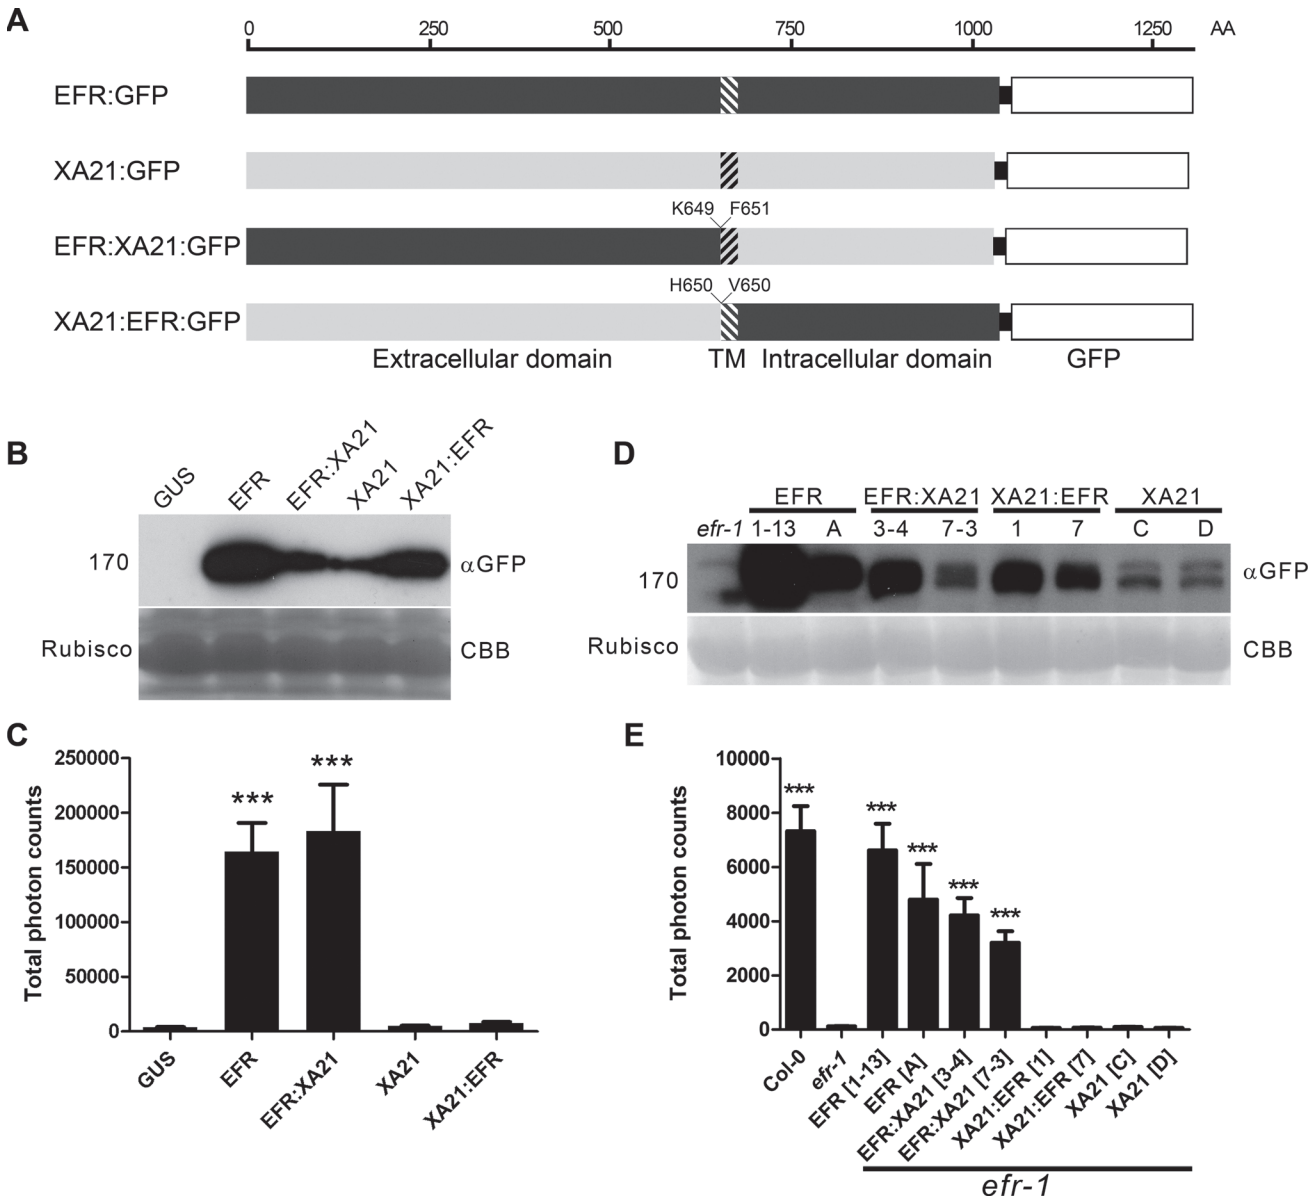 A
0 250 500 750 1000 1250 AA
EFR:GFP
XA21:GFP
K649 F651
EFR:XA21:GFP
H650 V650
XA21:EFR:GFP
Extracellular domain TM Intracellular domain GFP
B
GUS EFR EFR:XA21 XA21 XA21:EFR
170 αGFP
Rubisco CBB
D
EFR EFR:XA21 XA21:EFR XA21
efr-1 1-13 A 3-4 7-3 1 7 C D
170 αGFP
Rubisco CBB
C
Total photon counts
250000
200000
150000
100000
50000
0
*** ***
GUS EFR EFR:XA21 XA21 XA21:EFR
E
Total photon counts
10000
8000
6000
4000
2000
0
*** *** *** *** ***
Col-0 efr-1 EFR [1-13] EFR [A] EFR:XA21 [3-4] EFR:XA21 [7-3] XA21:EFR [1] XA21:EFR [7] XA21 [C] XA21 [D]
efr-1